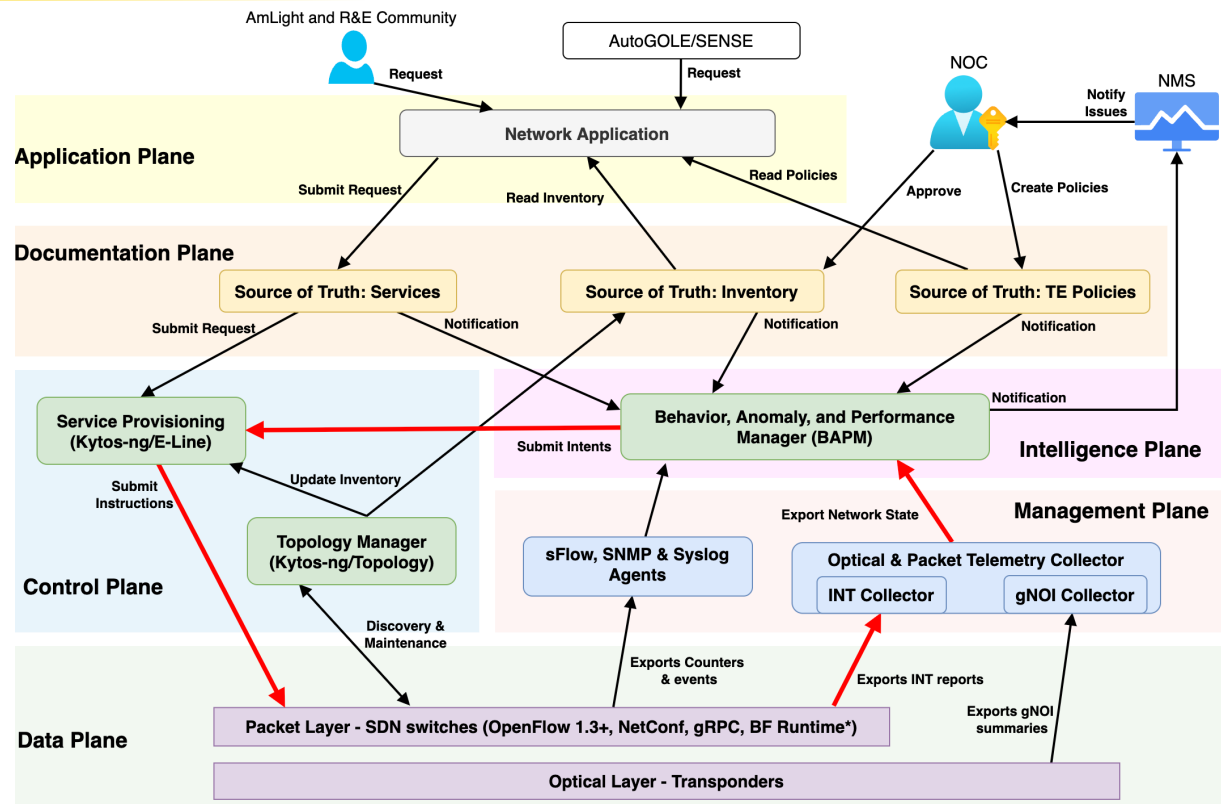 AmLight and R&E Community
AutoGOLE/SENSE
NOC
NMS
Request
Request
Notify
Issues
Network Application
Application Plane
Submit Request
Read Inventory
Read Policies
Approve
Create Policies
Documentation Plane
Source of Truth: Services
Source of Truth: Inventory
Source of Truth: TE Policies
Submit Request
Notification
Notification
Notification
Notification
Service Provisioning
(Kytos-ng/E-Line)
Behavior, Anomaly, and Performance
Manager (BAPM)
Submit Intents
Intelligence Plane
Update Inventory
Submit
Instructions
Export Network State
Management Plane
Topology Manager
(Kytos-ng/Topology)
sFlow, SNMP & Syslog
Agents
Optical & Packet Telemetry Collector
INT Collector
gNOI Collector
Control Plane
Discovery &
Maintenance
Exports Counters
& events
Exports INT reports
Exports gNOI
summaries
Data Plane
Packet Layer - SDN switches (OpenFlow 1.3+, NetConf, gRPC, BF Runtime*)
Optical Layer - Transponders